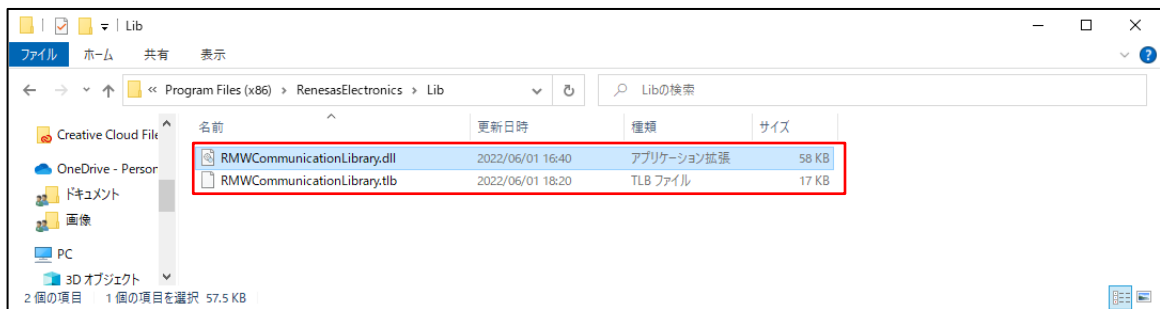 Lib
ファイル ホーム 共有 表示
« Program Files (x86) › RenesasElectronics › Lib Libの検索
名前 更新日時 種類 サイズ
Creative Cloud File
RMWCommunicationLibrary.dll 2022/06/01 16:40 アプリケーション拡張 58 KB
OneDrive - Person
RMWCommunicationLibrary.tlb 2022/06/01 18:20 TLB ファイル 17 KB
ドキュメント
画像
PC
3D オブジェクト
2 個の項目 1 個の項目を選択 57.5 KB